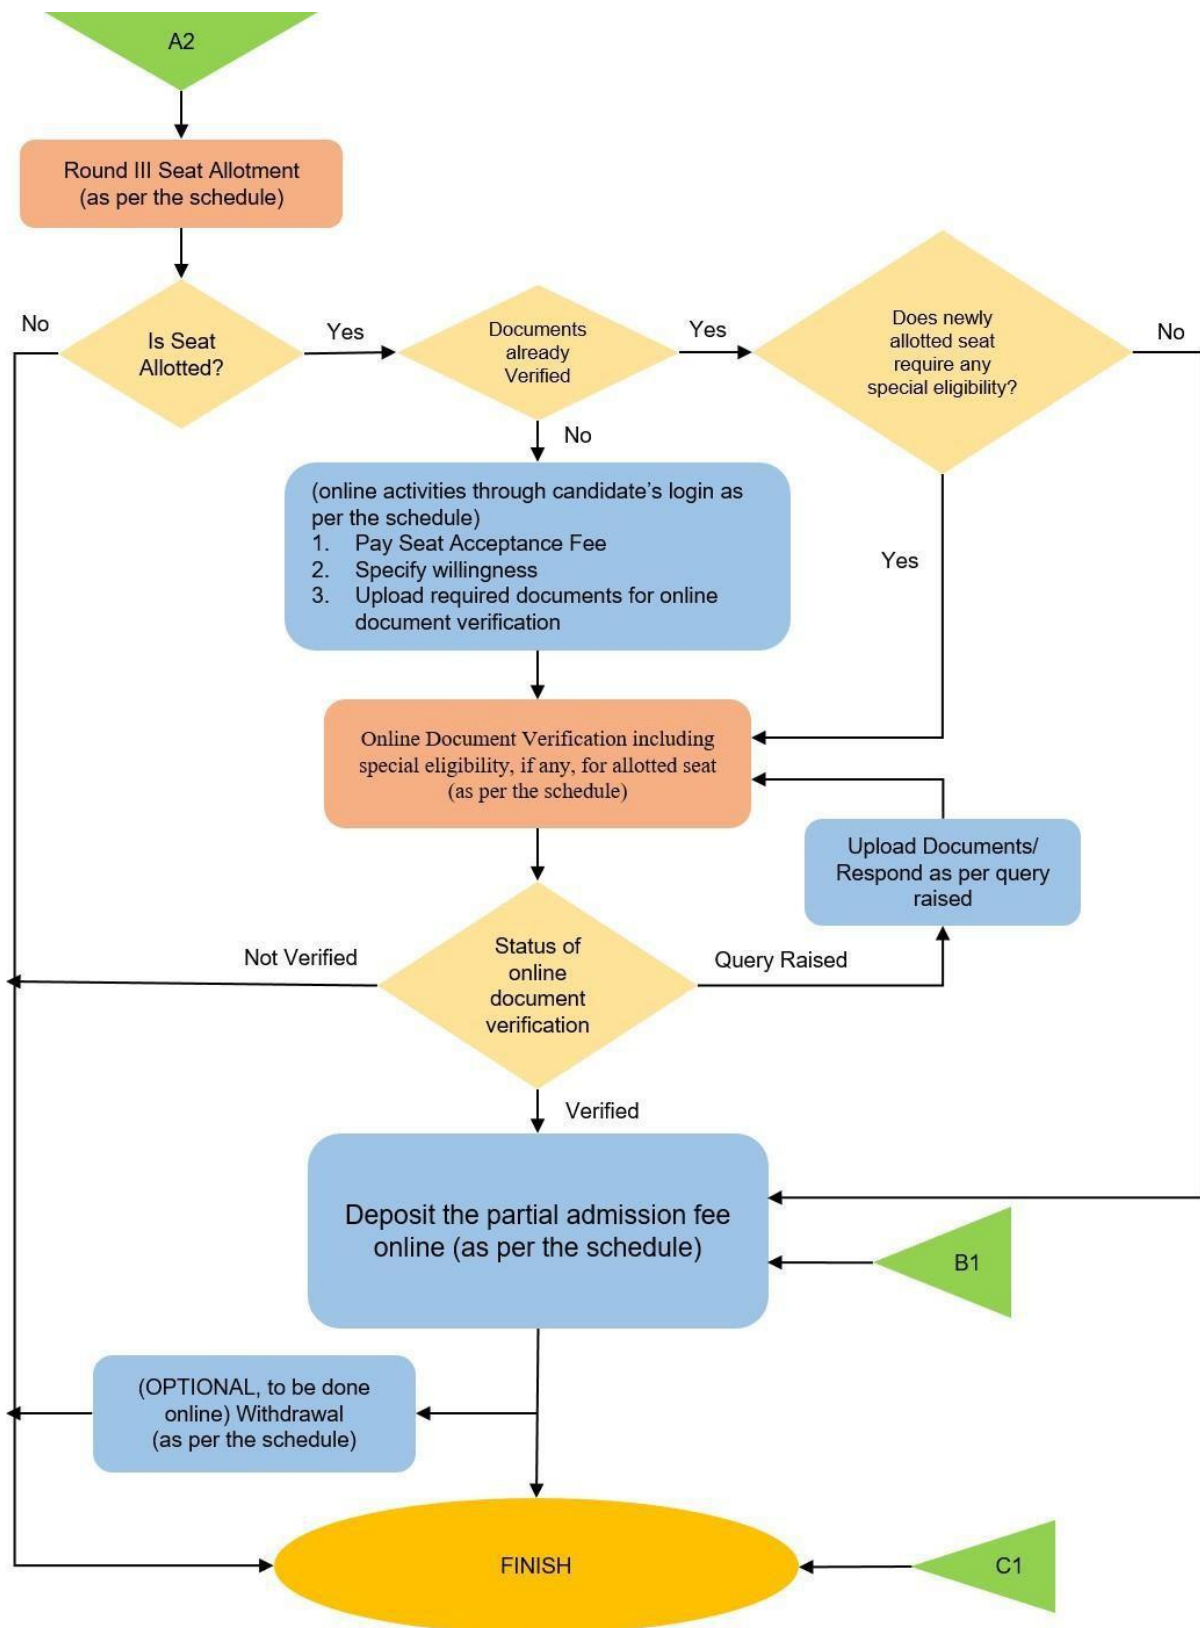 A2
Round III Seat Allotment
(as per the schedule)
No
Is Seat
Allotted?
Yes
Documents
already
Verified
Yes
Does newly
allotted seat
require any
special eligibility?
No
No
(online activities through candidate's login as
per the schedule)
1. Pay Seat Acceptance Fee
2. Specify willingness
3. Upload required documents for online
document verification
Yes
Online Document Verification including
special eligibility, if any, for allotted seat
(as per the schedule)
Upload Documents/
Respond as per query
raised
Not Verified
Status of
online
document
verification
Query Raised
Verified
Deposit the partial admission fee
online (as per the schedule)
B1
(OPTIONAL, to be done
online) Withdrawal
(as per the schedule)
FINISH
C1